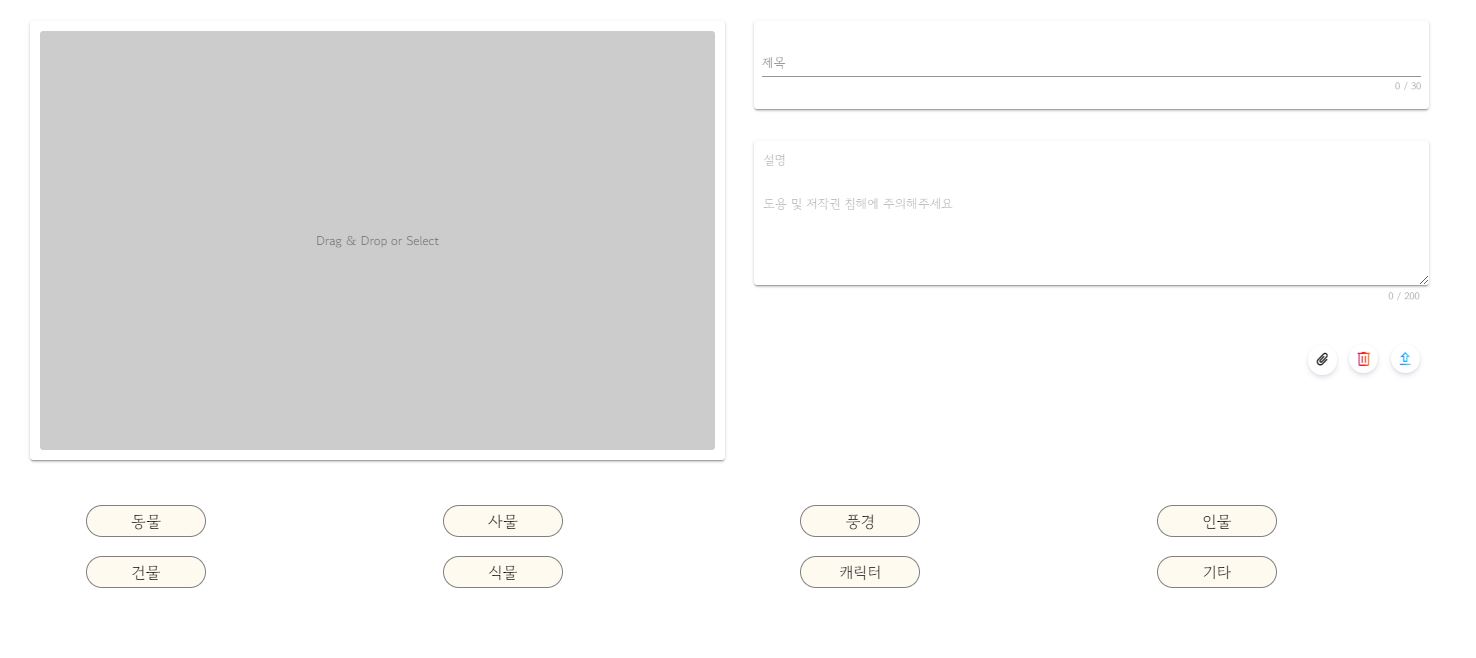 Drag & Drop or Select
제목
0 / 30
설명
도용 및 저작권 침해에 주의해주세요
0 / 200
동물
사물
풍경
인물
건물
식물
캐릭터
기타